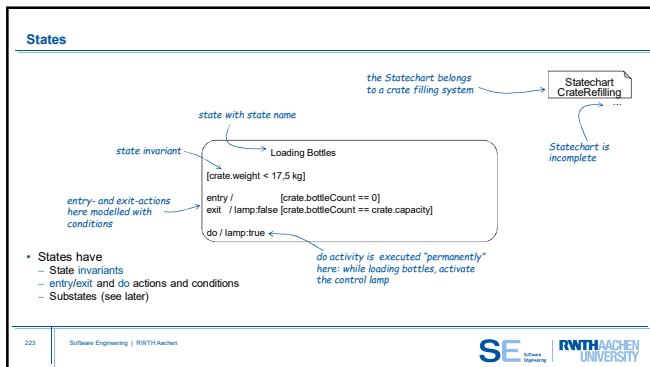 States
the Statechart belongs
to a crate filling system
Statechart
CrateRefilling
...
Statechart is
incomplete
state with state name
Loading Bottles
state invariant
[crate.weight < 17,5 kg]
entry- and exit-actions
here modelled with
conditions
entry / [crate.bottleCount == 0]
exit / lamp:false [crate.bottleCount == crate.capacity]
do / lamp:true
do activity is executed "permanently"
here: while loading bottles, activate
the control lamp
• States have
– State invariants
– entry/exit and do actions and conditions
– Substates (see later)
223 Software Engineering | RWTH Aachen
SE Software
Engineering
RWTHAACHEN
UNIVERSITY